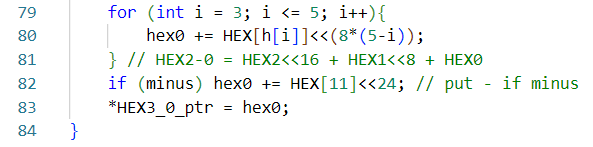 79 for (int i = 3; i <= 5; i++){
80 hex0 += HEX[h[i]]<<(8*(5-i));
81 } // HEX2-0 = HEX2<<16 + HEX1<<8 + HEX0
82 if (minus) hex0 += HEX[11]<<24; // put - if minus
83 *HEX3_0_ptr = hex0;
84 }